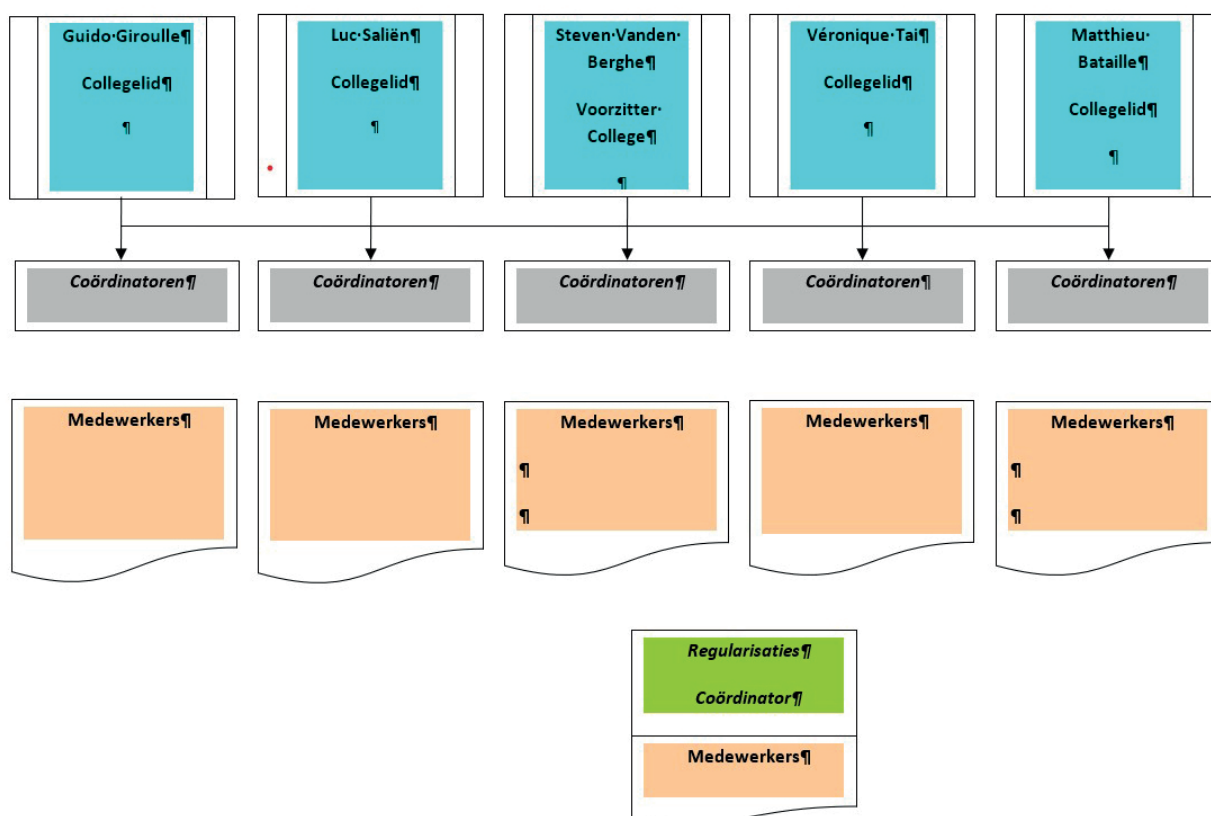 Guido·Giroulle¶
Collegelid¶
¶
Luc·Saliën¶
Collegelid¶
¶
Steven·Vanden·
Berghe¶
Voorzitter·
College¶
¶
Véronique·Tai¶
Collegelid¶
¶
Matthieu·
Bataille¶
Collegelid¶
¶
Coördinatoren¶
Coördinatoren¶
Coördinatoren¶
Coördinatoren¶
Coördinatoren¶
Medewerkers¶
Medewerkers¶
Medewerkers¶
¶
¶
Medewerkers¶
Medewerkers¶
¶
¶
Regularisaties¶
Coördinator¶
Medewerkers¶